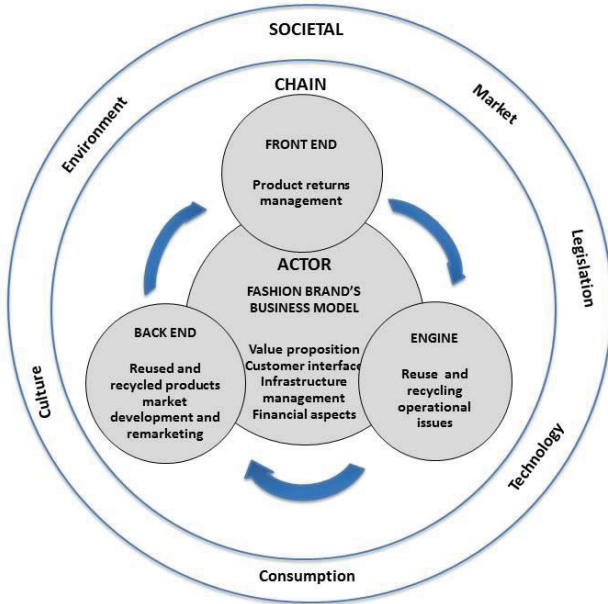 SOCIETAL
Market
Legislation
Technology
Consumption
Culture
Environment
CHAIN
FRONT END
Product returns
management
ACTOR
FASHION BRAND'S
BUSINESS MODEL
Value proposition
Customer interface
Infrastructure
management
Financial aspects
ENGINE
Reuse and
recycling
operational
issues
BACK END
Reused and
recycled products
market
development and
remarketing